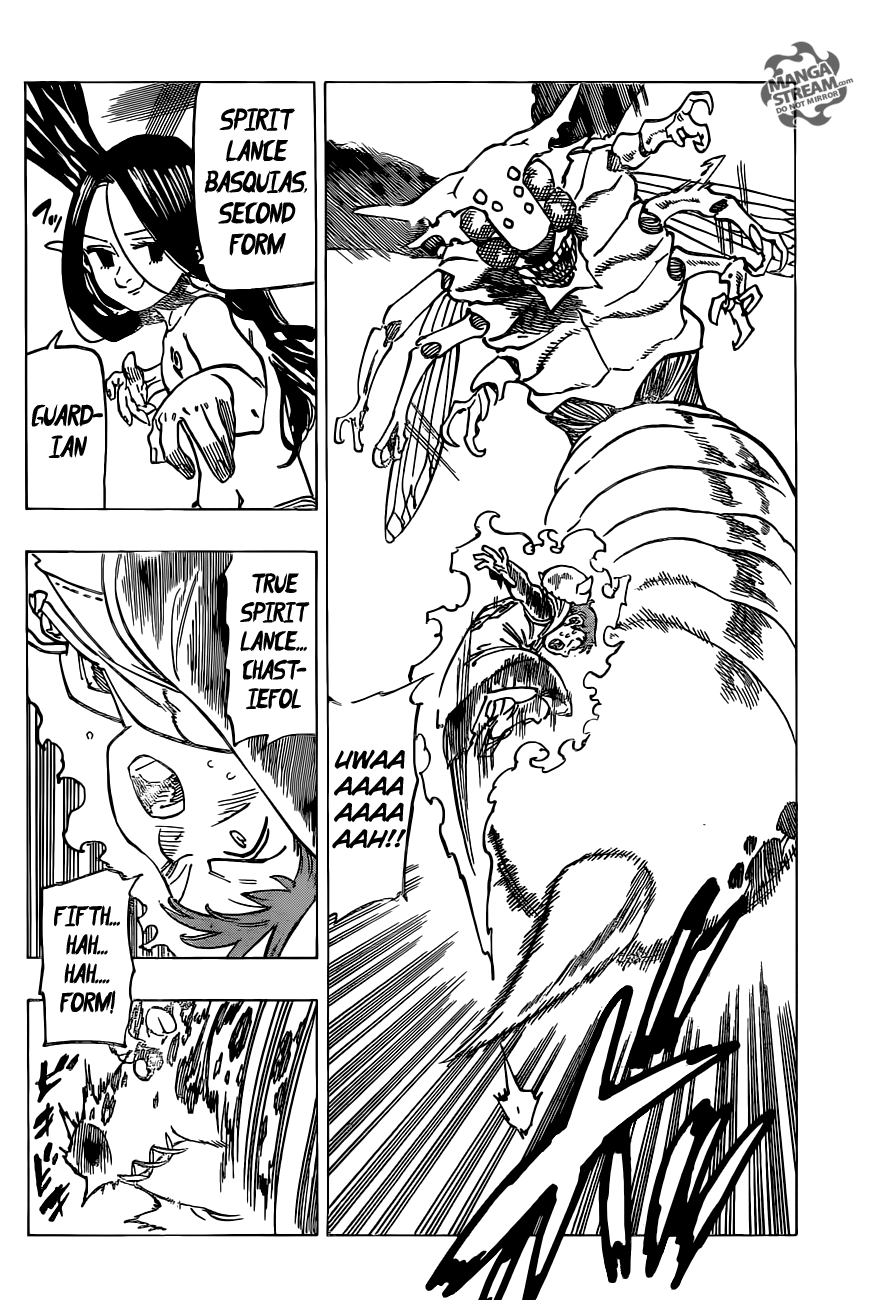 MANGA
STREAM.com
DO NOT MIRROR
UWAA
AAAA
AAAA
AAH!!
SPIRIT
LANCE
BASQUIAS,
SECOND
FORM
GUARD-
IAN
TRUE
SPIRIT
LANCE...
CHAST-
IEFOL
FIFTH...
HAH...
HAH....
FORM!